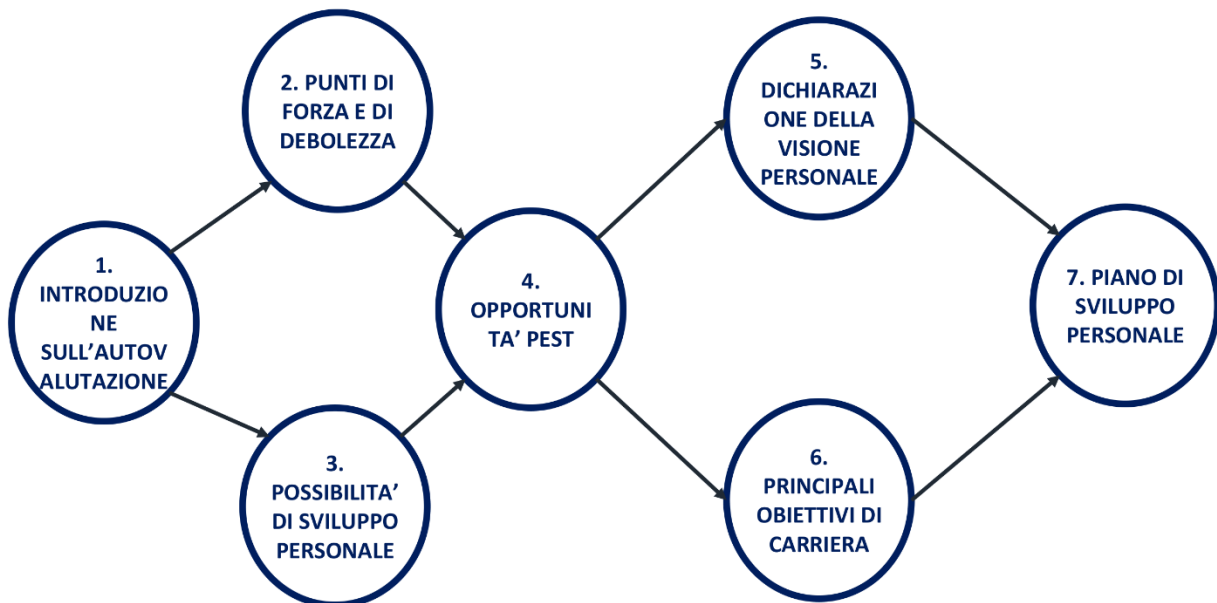 1.
INTRODUZIO
NE
SULL’AUTOV
ALUTAZIONE
2. PUNTI DI
FORZA E DI
DEBOLEZZA
3.
POSSIBILITA’
DI SVILUPPO
PERSONALE
4.
OPPORTUNI
TA’ PEST
5.
DICHIARAZI
ONE DELLA
VISIONE
PERSONALE
6.
PRINCIPALI
OBIETTIVI DI
CARRIERA
7. PIANO DI
SVILUPPO
PERSONALE